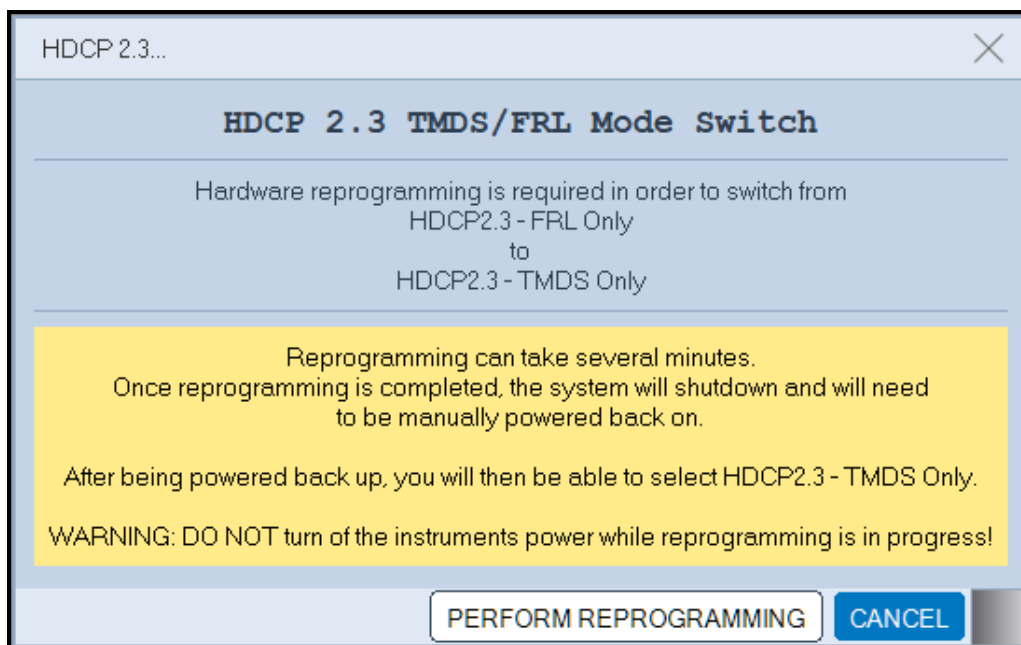 HDCP 2.3...
HDCP 2.3 TMDS/FRL Mode Switch
Hardware reprogramming is required in order to switch from
HDCP2.3 - FRL Only
to
HDCP2.3 - TMDS Only
Reprogramming can take several minutes.
Once reprogramming is completed, the system will shutdown and will need
to be manually powered back on.
After being powered back up, you will then be able to select HDCP2.3 - TMDS Only.
WARNING: DO NOT turn of the instruments power while reprogramming is in progress!
PERFORM REPROGRAMMING
CANCEL